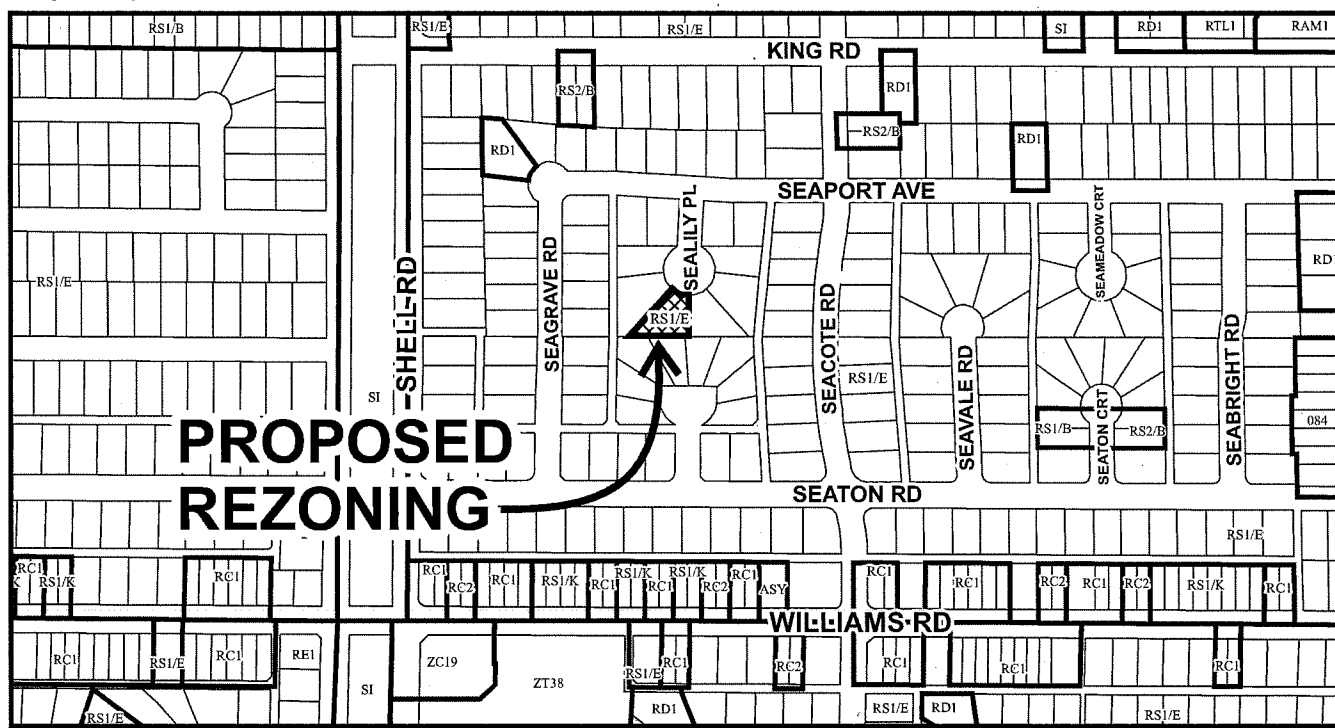 RS1/B
RS1/E
RS1/E
SI
RD1
RTL1
RAM1
KING RD
RS2/B
RD1
RS2/B
RD1
RD1
SEAPORT AVE
SEALILY PL
SEAMEADOW CRT
RS1/E
SHELL RD
SEAGRAVE RD
RS1/E
SEACOTE RD
RS1/E
SEAVALE RD
SEATON CRT
SEABRIGHT RD
SI
RS1/B
RS2/B
084
PROPOSED
REZONING
SEATON RD
RS1/E
RC1
K
RS1/K
RC1
RC1
RC2
RC1
RS1/K
RC1
RS1/K
RC1
RS1/K
RC2
RC1
ASY
RC1
RC1
RC2
RC1
RC2
RS1/K
RC1
WILLIAMS RD
RC1
RS1/E
RC1
RE1
SI
ZC19
ZT38
RS1/E
RC1
RC2
RC1
RC1
RC1
RS1/E
RD1
RS1/E
RD1
RS1/E